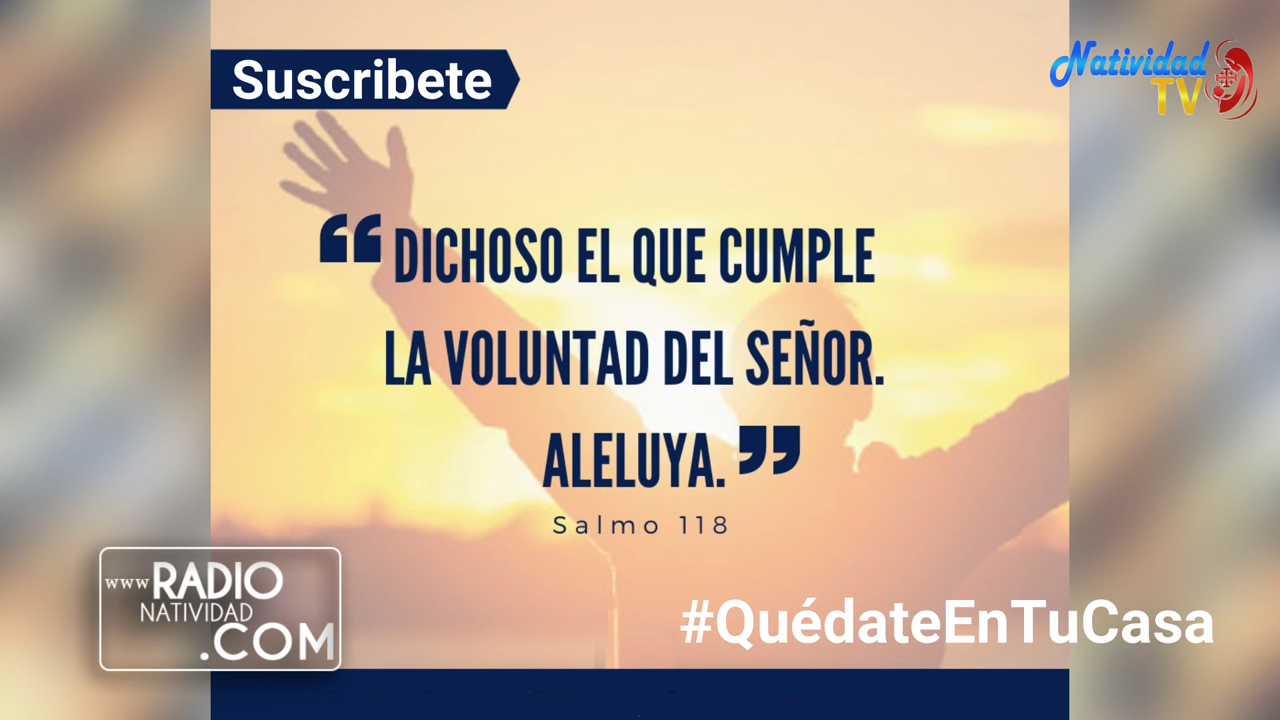 Suscribete
Natividad
TV
“DICHOSO EL QUE CUMPLE
LA VOLUNTAD DEL SEÑOR.
ALELUYA.”
Salmo 118
www RADIO
NATIVIDAD
.COM
#QuédateEnTuCasa